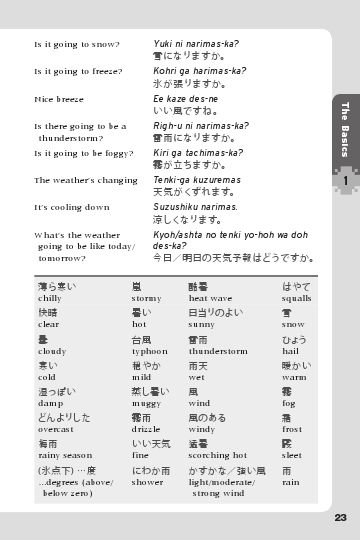 Is it going to snow? Yuki ni narimas-ka?
雪になりますか。
Is it going to freeze? Kohri ga harimas-ka?
氷が張りますか。
Nice breeze Ee kaze des-ne
いい風ですね。
Is there going to be a Righ-u ni narimas-ka?
thunderstorm? 雷雨になりますか。
Is it going to be foggy? Kiri ga tachimas-ka?
霧が立ちますか。
The weather's changing Tenki-ga kuzuremas
天気がくずれます。
It's cooling down Suzushiku narimas.
涼しくなります。
What's the weather Kyoh/ashta no tenki yo-hoh wa doh
going to be like today/ des-ka?
tomorrow? 今日／明日の天気予報はどうですか。
薄ら寒い 嵐 酷暑 はやて
chilly stormy heat wave squalls
快晴 暑い 日当りのよい 雪
clear hot sunny snow
曇 台風 雷雨 ひょう
cloudy typhoon thunderstorm hail
寒い 穏やか 雨天 暖かい
cold mild wet warm
湿っぽい 蒸し暑い 風 霧
damp muggy wind fog
どんよりした 霧雨 風のある 霜
overcast drizzle windy frost
梅雨 いい天気 猛暑
rainy season fine scorching hot sleet
(氷点下) …度 にわか雨 かすかな／強い風 雨
...degrees (above/ shower light/moderate/ rain
below zero) strong wind
The Basics
1
23